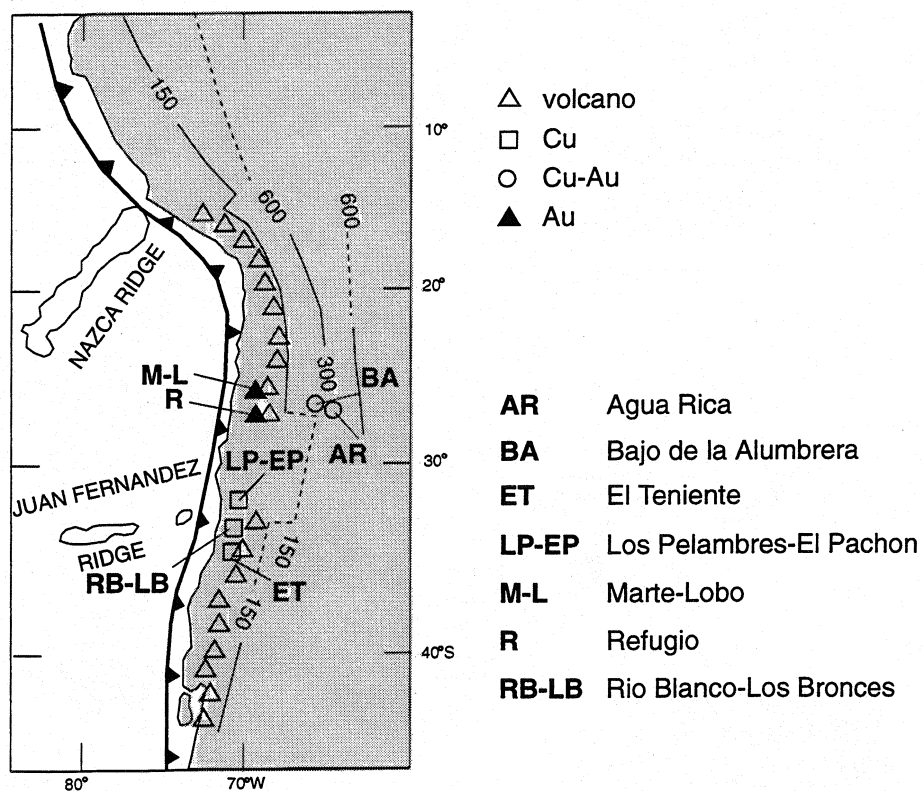 150
10°
600
600
20°
NAZCA RIDGE
M-L
300
BA
R
LP-EP
AR
30°
JUAN FERNANDEZ
RIDGE
150
RB-LB
ET
150
40°S
80°
70°W
volcano
Cu
Cu-Au
Au
AR Agua Rica
BA Bajo de la Alumbrera
ET El Teniente
LP-EP Los Pelambres-El Pachon
M-L Marte-Lobo
R Refugio
RB-LB Rio Blanco-Los Bronces